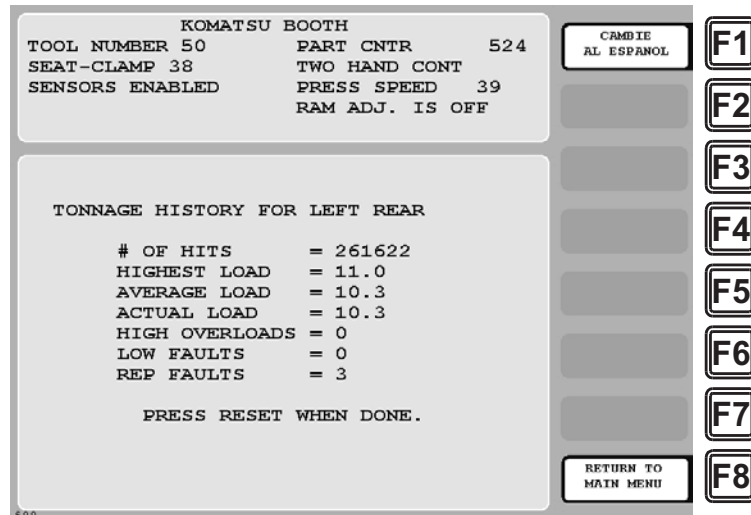 KOMATSU BOOTH
TOOL NUMBER 50 PART CNTR 524
SEAT-CLAMP 38 TWO HAND CONT
SENSORS ENABLED PRESS SPEED 39
RAM ADJ. IS OFF
TONNAGE HISTORY FOR LEFT REAR
# OF HITS = 261622
HIGHEST LOAD = 11.0
AVERAGE LOAD = 10.3
ACTUAL LOAD = 10.3
HIGH OVERLOADS = 0
LOW FAULTS = 0
REP FAULTS = 3
PRESS RESET WHEN DONE.
CAMBIE
AL ESPANOL
RETURN TO
MAIN MENU
F1
F2
F3
F4
F5
F6
F7
F8